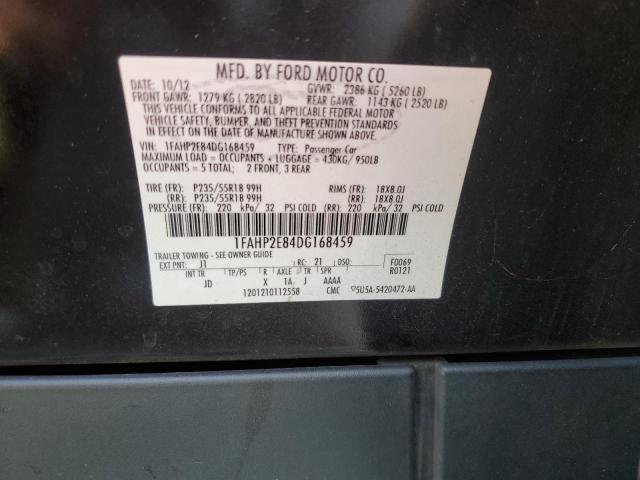 MFD. BY FORD MOTOR CO.
DATE: 10/12 GVWR: 2386 KG ( 5260 LB)
FRONT GAWR: 1279 KG ( 2820 LB) REAR GAWR: 1143 KG ( 2520 LB)
THIS VEHICLE CONFORMS TO ALL APPLICABLE FEDERAL MOTOR
VEHICLE SAFETY, BUMPER, AND THEFT PREVENTION STANDARDS
IN EFFECT ON THE DATE OF MANUFACTURE SHOWN ABOVE.
VIN: 1FAHP2E84DG168459 TYPE: Passenger Car
MAXIMUM LOAD = OCCUPANTS + LUGGAGE = 430KG/ 950LB
OCCUPANTS = 5 TOTAL; 2 FRONT, 3 REAR
TIRE (FR): P235/55R18 99H RIMS (FR): 18X8.0J
(RR): P235/55R18 99H (RR): 18X8.0J
PRESSURE (FR): 220 kPa/ 32 PSI COLD (RR): 220 kPa/ 32 PSI COLD
1FAHP2E84DG168459
TRAILER TOWING - SEE OWNER GUIDE
EXT PNT: J1 RC: 21 DSO: F0069
R0121
INT TR TP/PS R AXLE TR SPR
JD X 1A J AAAA
1201210112558 CMC 5U5A-5420472-AA